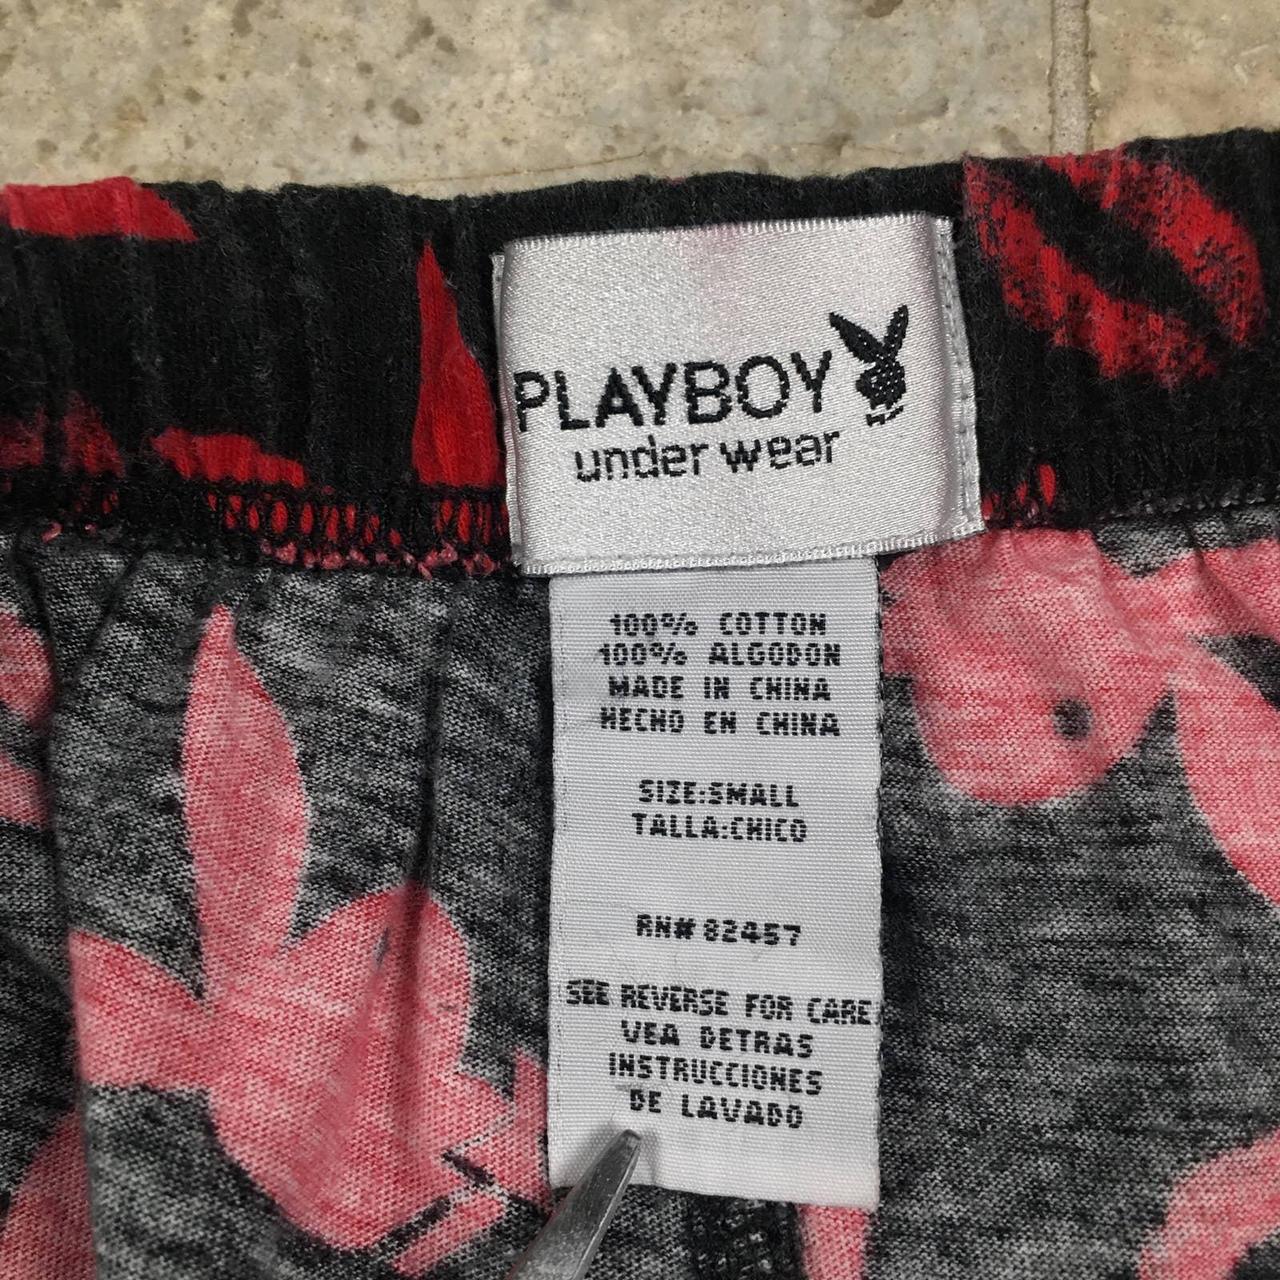 PLAYBOY
under wear
100% COTTON
100% ALGODON
MADE IN CHINA
HECHO EN CHINA
SIZE:SMALL
TALLA:CHICO
RN# 82457
SEE REVERSE FOR CARE
VEA DETRAS
INSTRUCCIONES
DE LAVADO